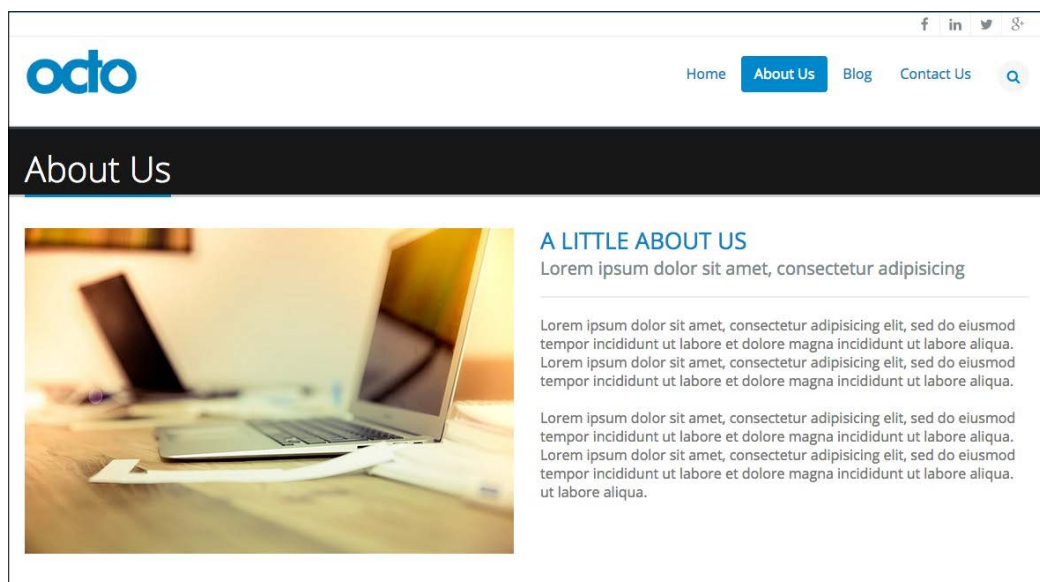 octo
Home About Us Blog Contact Us
About Us
A LITTLE ABOUT US
Lorem ipsum dolor sit amet, consectetur adipisicing
Lorem ipsum dolor sit amet, consectetur adipisicing elit, sed do eiusmod
tempor incididunt ut labore et dolore magna incididunt ut labore aliqua.
Lorem ipsum dolor sit amet, consectetur adipisicing elit, sed do eiusmod
tempor incididunt ut labore et dolore magna incididunt ut labore aliqua.
Lorem ipsum dolor sit amet, consectetur adipisicing elit, sed do eiusmod
tempor incididunt ut labore et dolore magna incididunt ut labore aliqua.
Lorem ipsum dolor sit amet, consectetur adipisicing elit, sed do eiusmod
tempor incididunt ut labore et dolore magna incididunt ut labore aliqua.
ut labore aliqua.